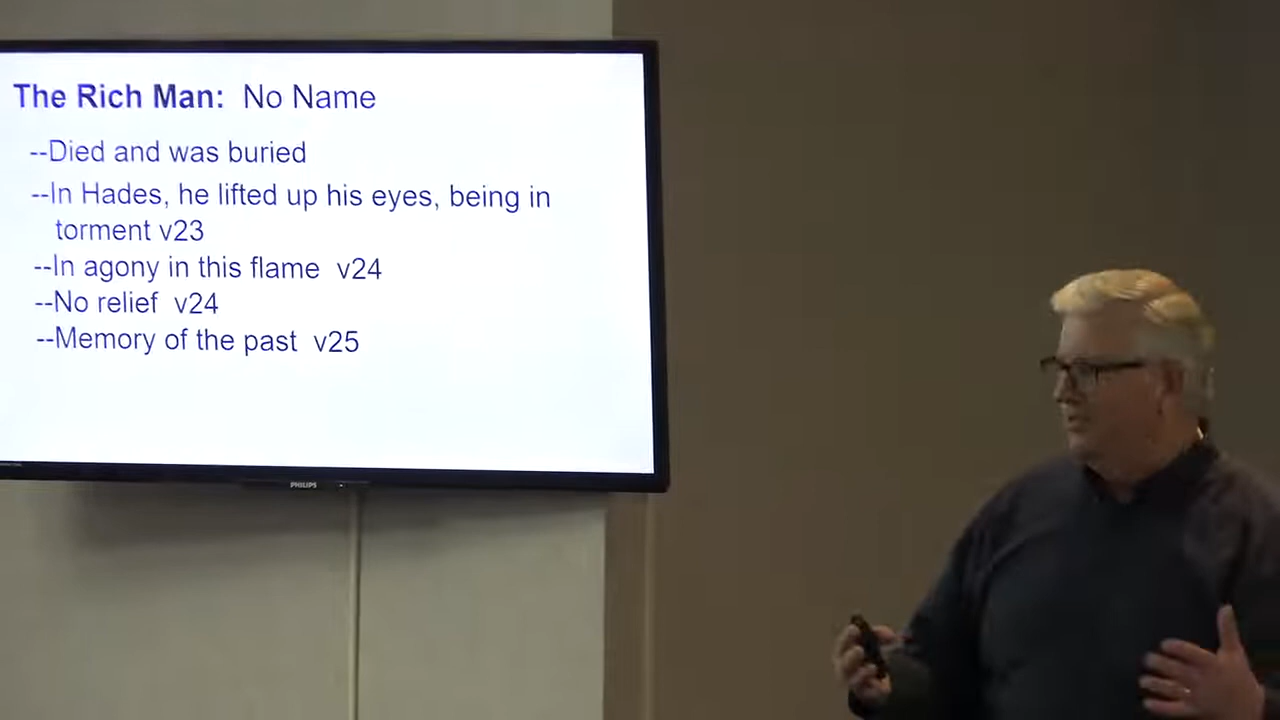 The Rich Man: No Name
--Died and was buried
--In Hades, he lifted up his eyes, being in
torment v23
--In agony in this flame v24
--No relief v24
--Memory of the past v25
PHILIPS